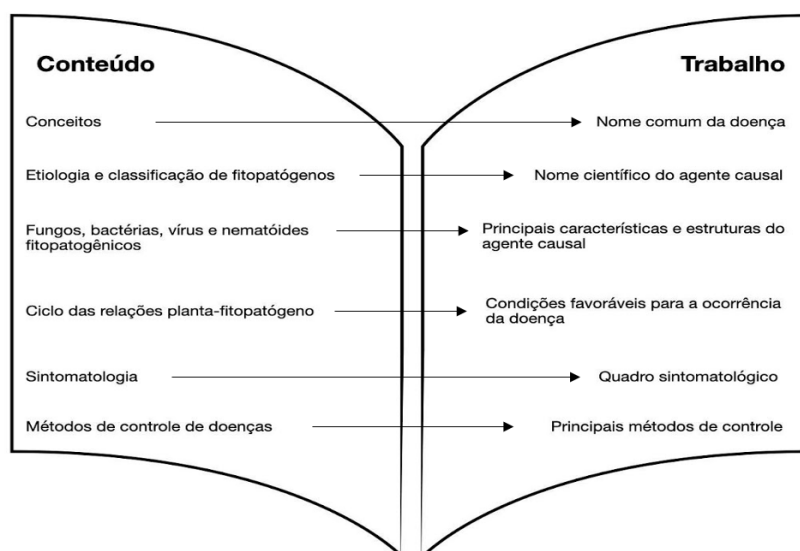 Conteúdo
Trabalho
Conceitos
Nome comum da doença
Etiologia e classificação de fitopatógenos
Nome científico do agente causal
Fungos, bactérias, vírus e nematóides
fitopatogênicos
Principais características e estruturas do
agente causal
Ciclo das relações planta-fitopatógeno
Condições favoráveis para a ocorrência
da doença
Sintomatologia
Quadro sintomatológico
Métodos de controle de doenças
Principais métodos de controle